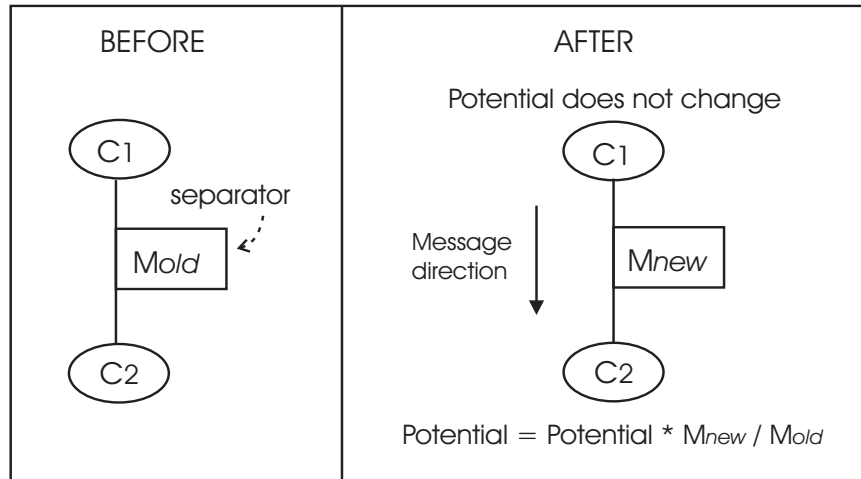 BEFORE
C1
separator
Mold
C2
AFTER
Potential does not change
C1
Message
direction
Mnew
C2
Potential = Potential * Mnew / Mold